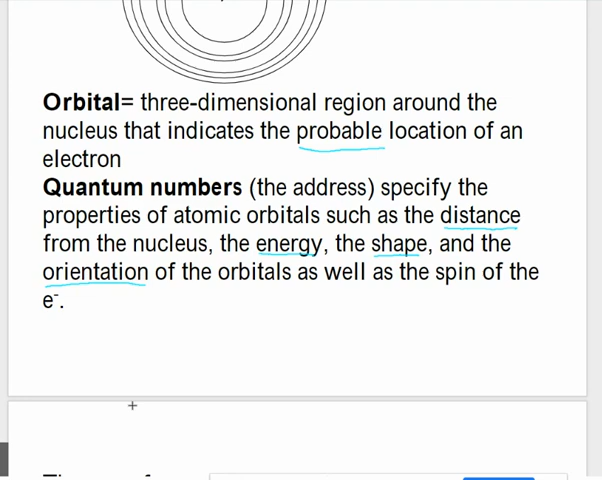 Orbital= three-dimensional region around the
nucleus that indicates the probable location of an
electron
Quantum numbers (the address) specify the
properties of atomic orbitals such as the distance
from the nucleus, the energy, the shape, and the
orientation of the orbitals as well as the spin of the
e⁻.